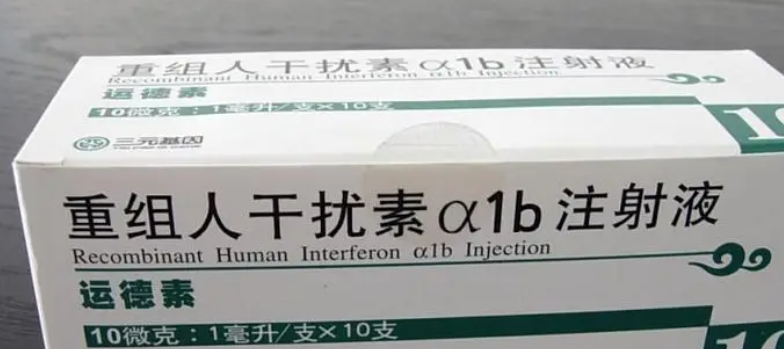 重组人干扰素α1b注射液
Recombinant Human Interferon α1b Injection
运德素
10微克：1毫升/支×10支
10
三元基因
重组人干扰素α1b注射液
Recombinant Human Interferon α1b Injection
运德素
10微克：1毫升/支×10支
10